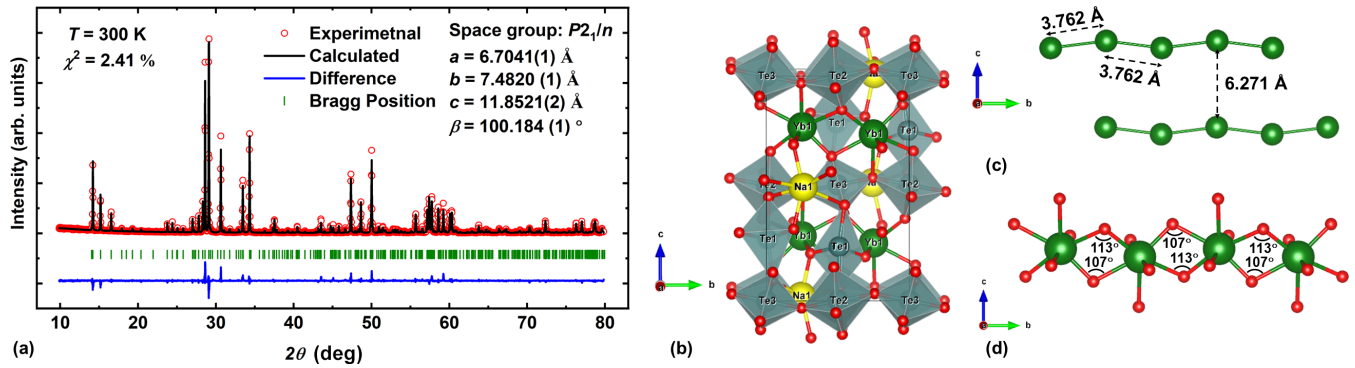 T = 300 K
χ² = 2.41 %
Experimetnal
Calculated
Difference
Bragg Position
Space group: P2₁/n
a = 6.7041(1) Å
b = 7.4820 (1) Å
c = 11.8521(2) Å
β = 100.184 (1) °
Intensity (arb. units)
10 20 30 40 50 60 70 80
2θ (deg)
(a)
c
a
b
Te3 Te2 Te3
Yb1 Te1 Yb1 Te1
Te2 Na1 Te3 Te2
Te1 Yb1 Te1 Yb1
Na1
Te3 Te2 Te3
(b)
c
a
b
3.762 Å
3.762 Å
6.271 Å
(c)
c
a
b
113° 107° 107° 113° 113° 107°
(d)